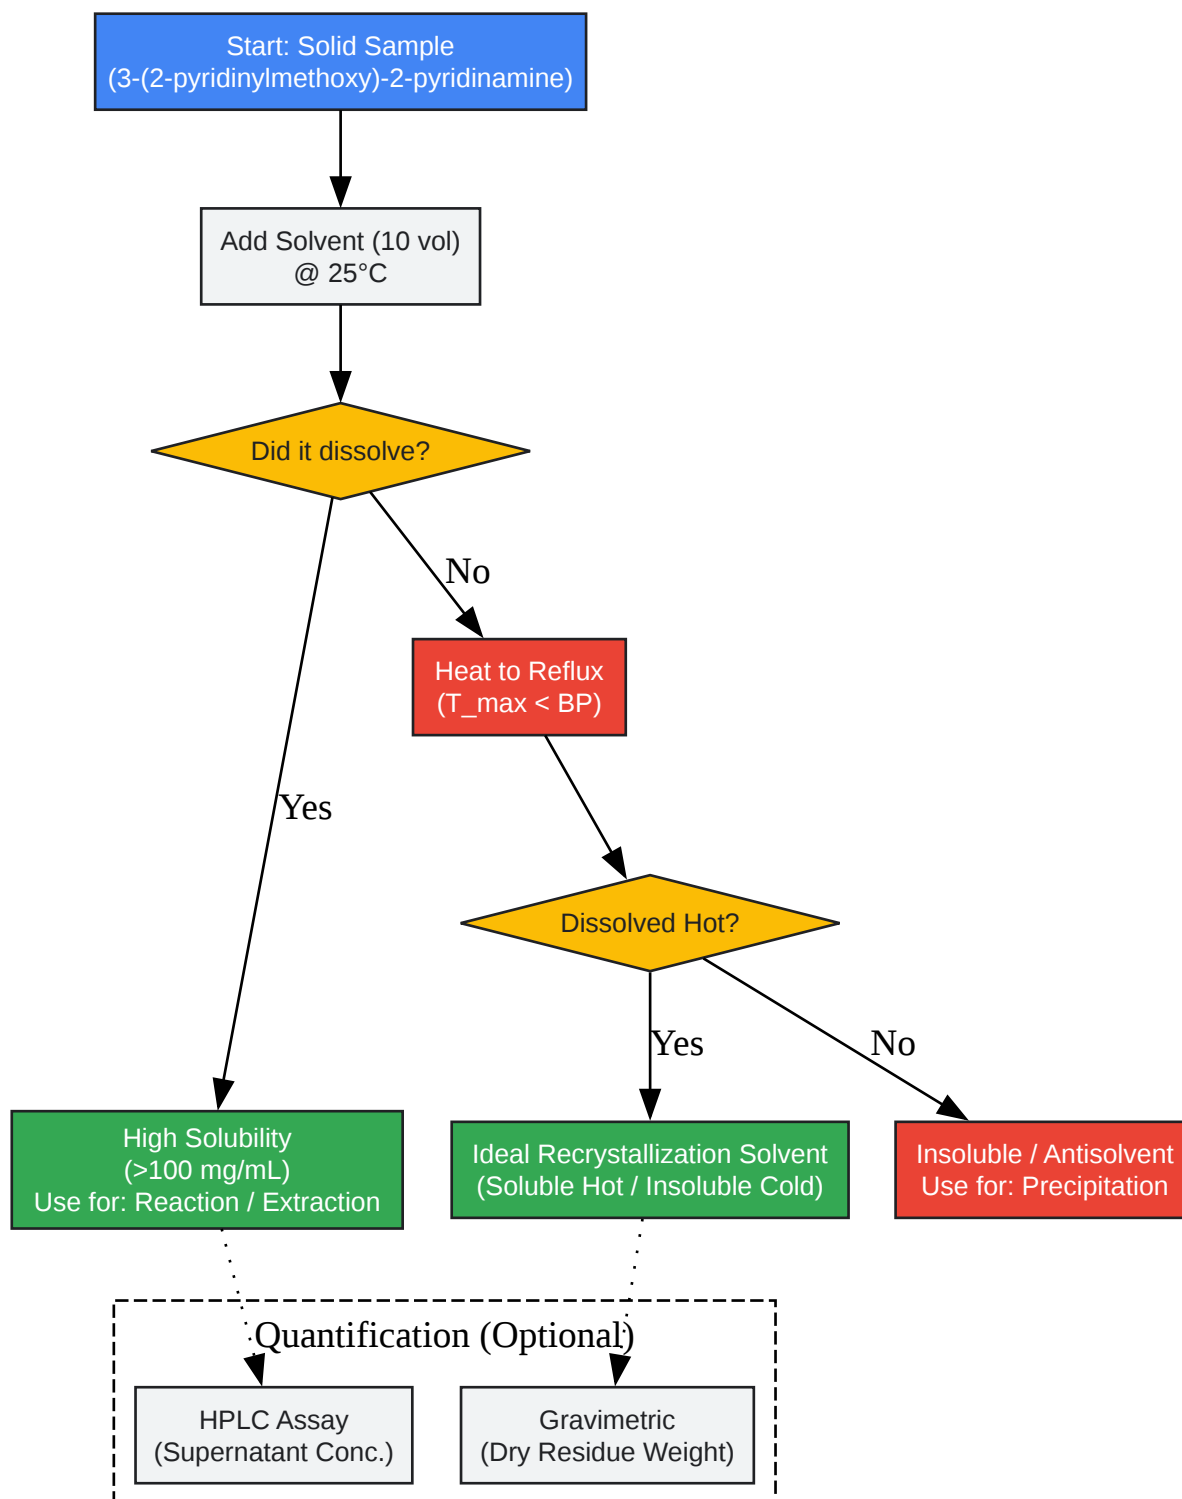 Start: Solid Sample
(3-(2-pyridinylmethoxy)-2-pyridinamine)
Add Solvent (10 vol)
@ 25°C
Did it dissolve?
No
Heat to Reflux
(T_max < BP)
Yes
Dissolved Hot?
Yes
No
High Solubility
(>100 mg/mL)
Use for: Reaction / Extraction
Ideal Recrystallization Solvent
(Soluble Hot / Insoluble Cold)
Insoluble / Antisolvent
Use for: Precipitation
Quantification (Optional)
HPLC Assay
(Supernatant Conc.)
Gravimetric
(Dry Residue Weight)